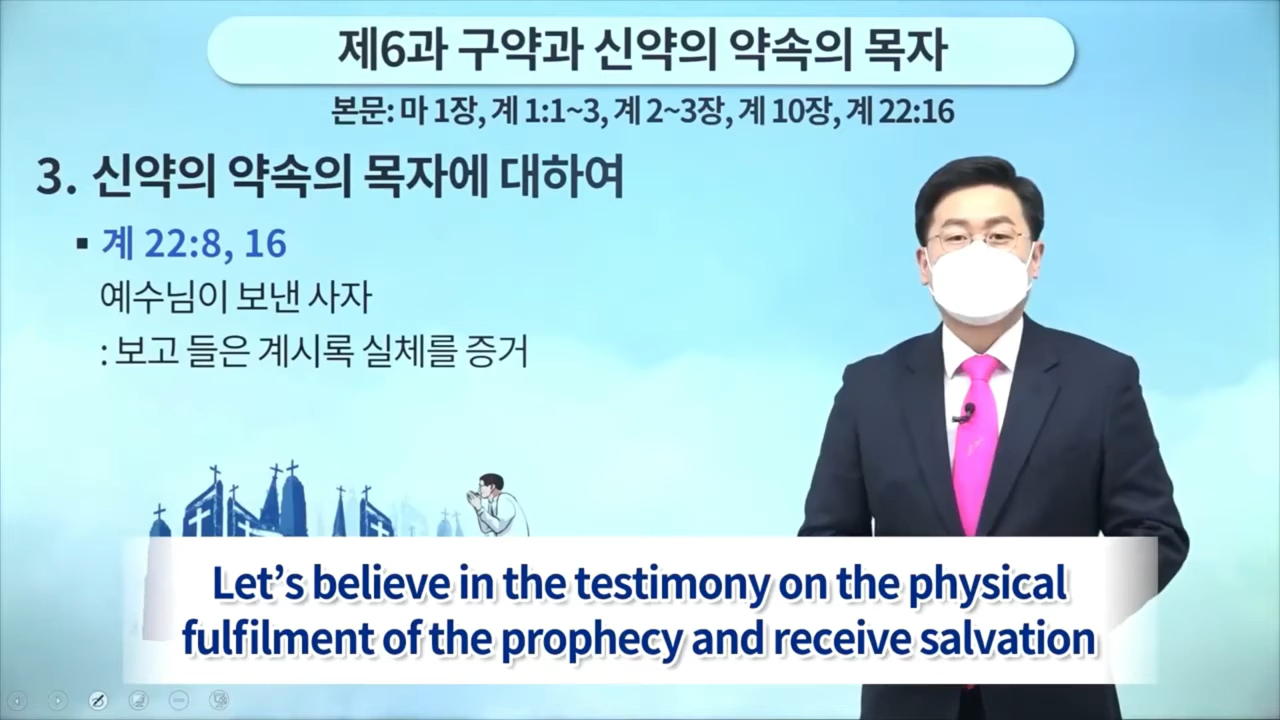 제6과 구약과 신약의 약속의 목자
본문: 마 1장, 계 1:1~3, 계 2~3장, 계 10장, 계 22:16
3. 신약의 약속의 목자에 대하여
▪ 계 22:8, 16
예수님이 보낸 사자
: 보고 들은 계시록 실체를 증거
Let’s believe in the testimony on the physical
fulfilment of the prophecy and receive salvation